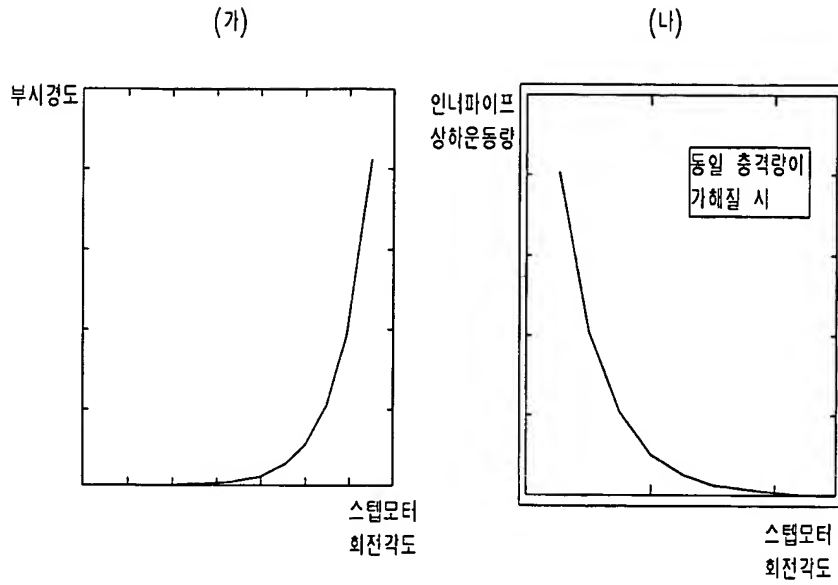 (가)
부시경도
스텝모터
회전각도
(나)
인너파이프
상하운동량
동일 충격량이
가해질 시
스텝모터
회전각도